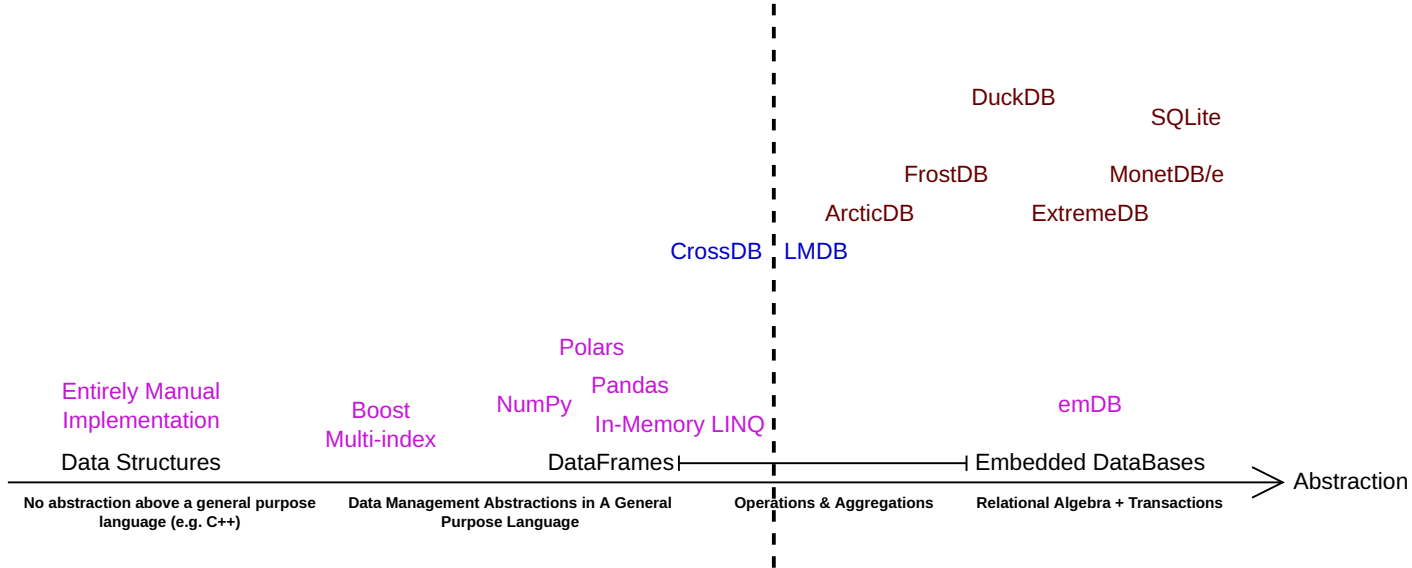 DuckDB
SQLite
FrostDB
MonetDB/e
ArcticDB
ExtremeDB
CrossDB
LMDB
Polars
Pandas
Entirely Manual
Implementation
Boost
Multi-index
NumPy
In-Memory LINQ
emDB
Data Structures
DataFrames
Embedded DataBases
Abstraction
No abstraction above a general purpose
language (e.g. C++)
Data Management Abstractions in A General
Purpose Language
Operations & Aggregations
Relational Algebra + Transactions